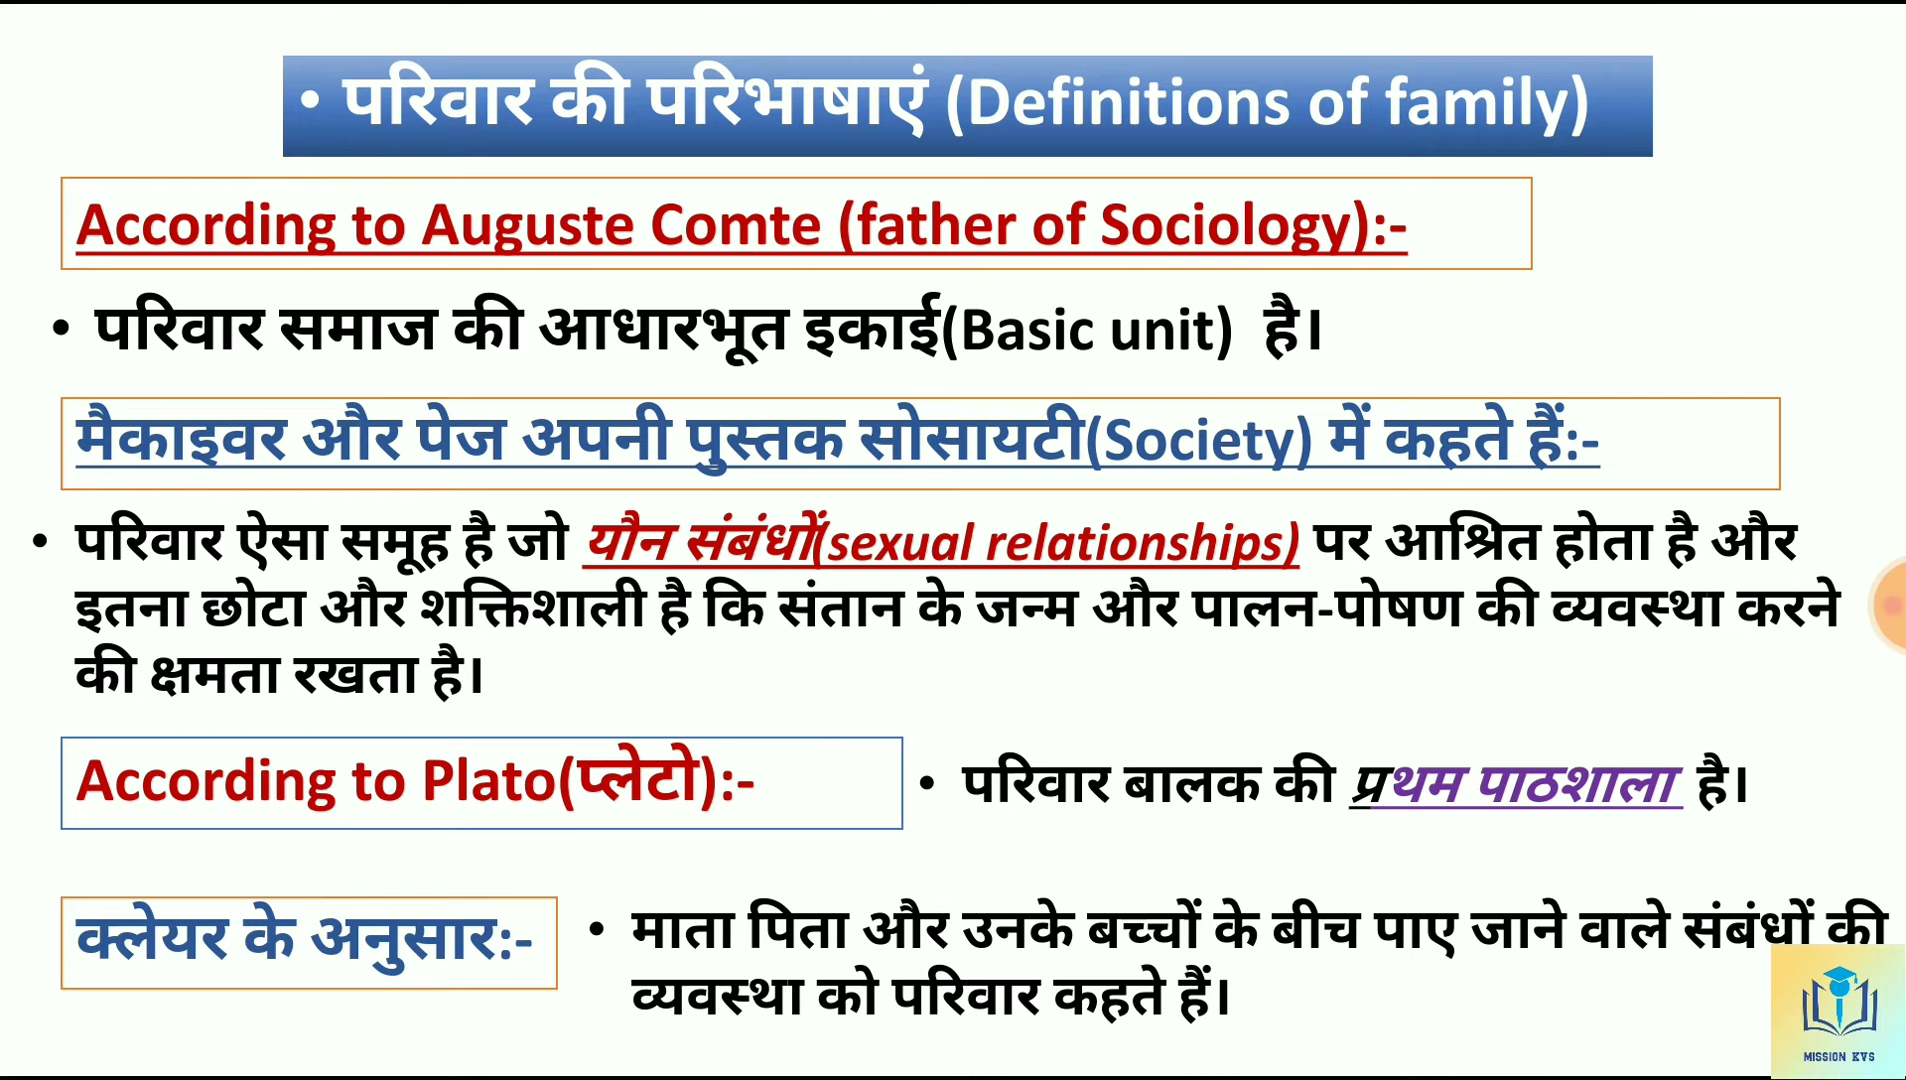 • परिवार की परिभाषाएं (Definitions of family)
According to Auguste Comte (father of Sociology):-
• परिवार समाज की आधारभूत इकाई(Basic unit) है।
मैकाइवर और पेज अपनी पुस्तक सोसायटी(Society) में कहते हैं:-
• परिवार ऐसा समूह है जो यौन संबंधों(sexual relationships) पर आश्रित होता है और
इतना छोटा और शक्तिशाली है कि संतान के जन्म और पालन-पोषण की व्यवस्था करने
की क्षमता रखता है।
According to Plato(प्लेटो):-
• परिवार बालक की प्रथम पाठशाला है।
क्लेयर के अनुसार:-
• माता पिता और उनके बच्चों के बीच पाए जाने वाले संबंधों की
व्यवस्था को परिवार कहते हैं।
MISSION KVS